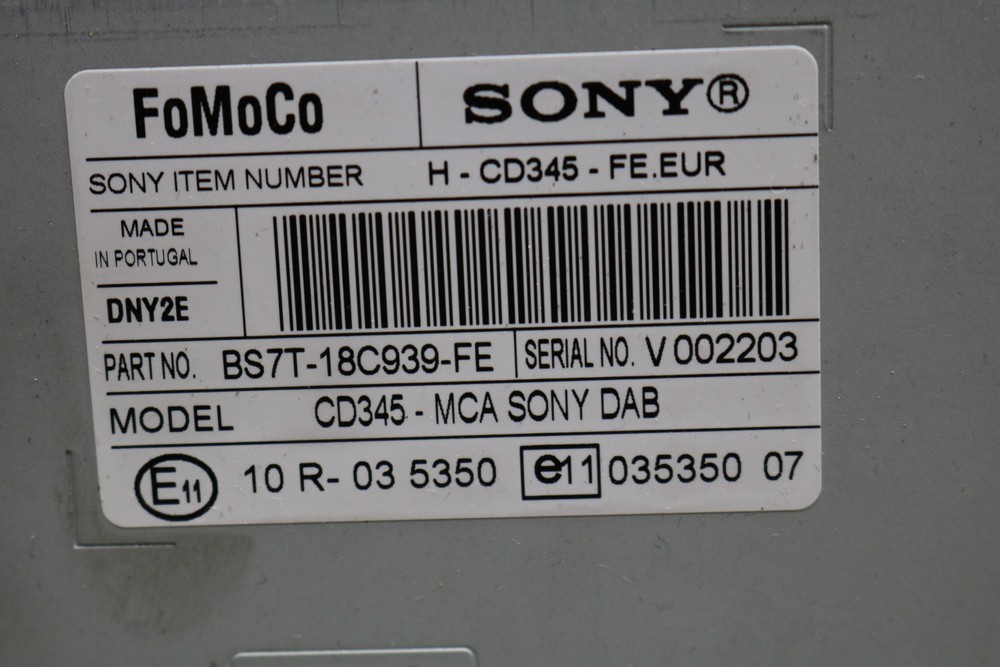 FoMoCo SONY®
SONY ITEM NUMBER H - CD345 - FE.EUR
MADE
IN PORTUGAL
DNY2E
PART NO. BS7T-18C939-FE SERIAL NO. V 002203
MODEL CD345 - MCA SONY DAB
E11 10 R- 03 5350 e11 035350 07